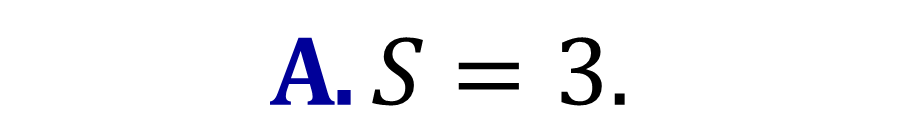 A. S = 3.